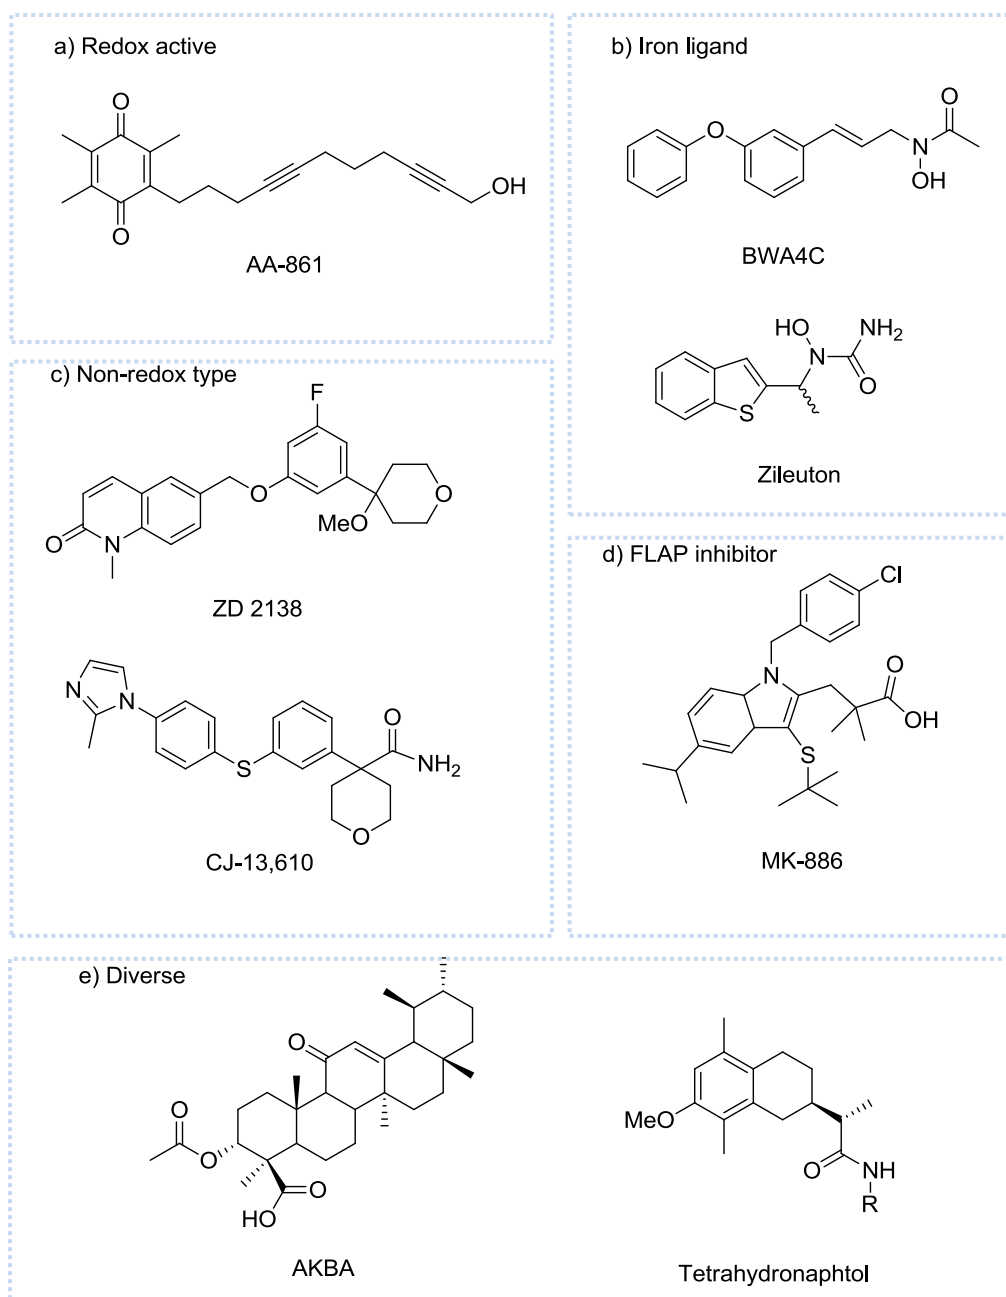 a) Redox active
O
O
OH
AA-861
b) Iron ligand
O
O
N
OH
BWA4C
HO
NH2
N
O
S
Zileuton
c) Non-redox type
F
O
O
MeO
O
N
ZD 2138
N
N
O
S
NH2
O
CJ-13,610
d) FLAP inhibitor
Cl
N
O
OH
S
MK-886
e) Diverse
O
O
O
O
HO
AKBA
MeO
O
NH
R
Tetrahydronaphtol